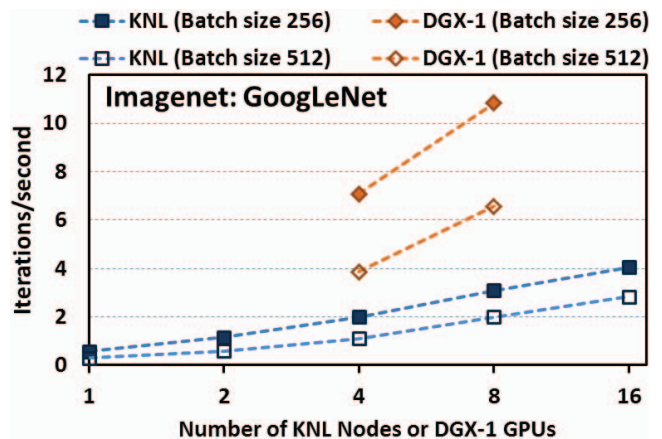 KNL (Batch size 256) DGX-1 (Batch size 256)
KNL (Batch size 512) DGX-1 (Batch size 512)
Imagenet: GoogLeNet
Iterations/second
12
10
8
6
4
2
0
1 2 4 8 16
Number of KNL Nodes or DGX-1 GPUs